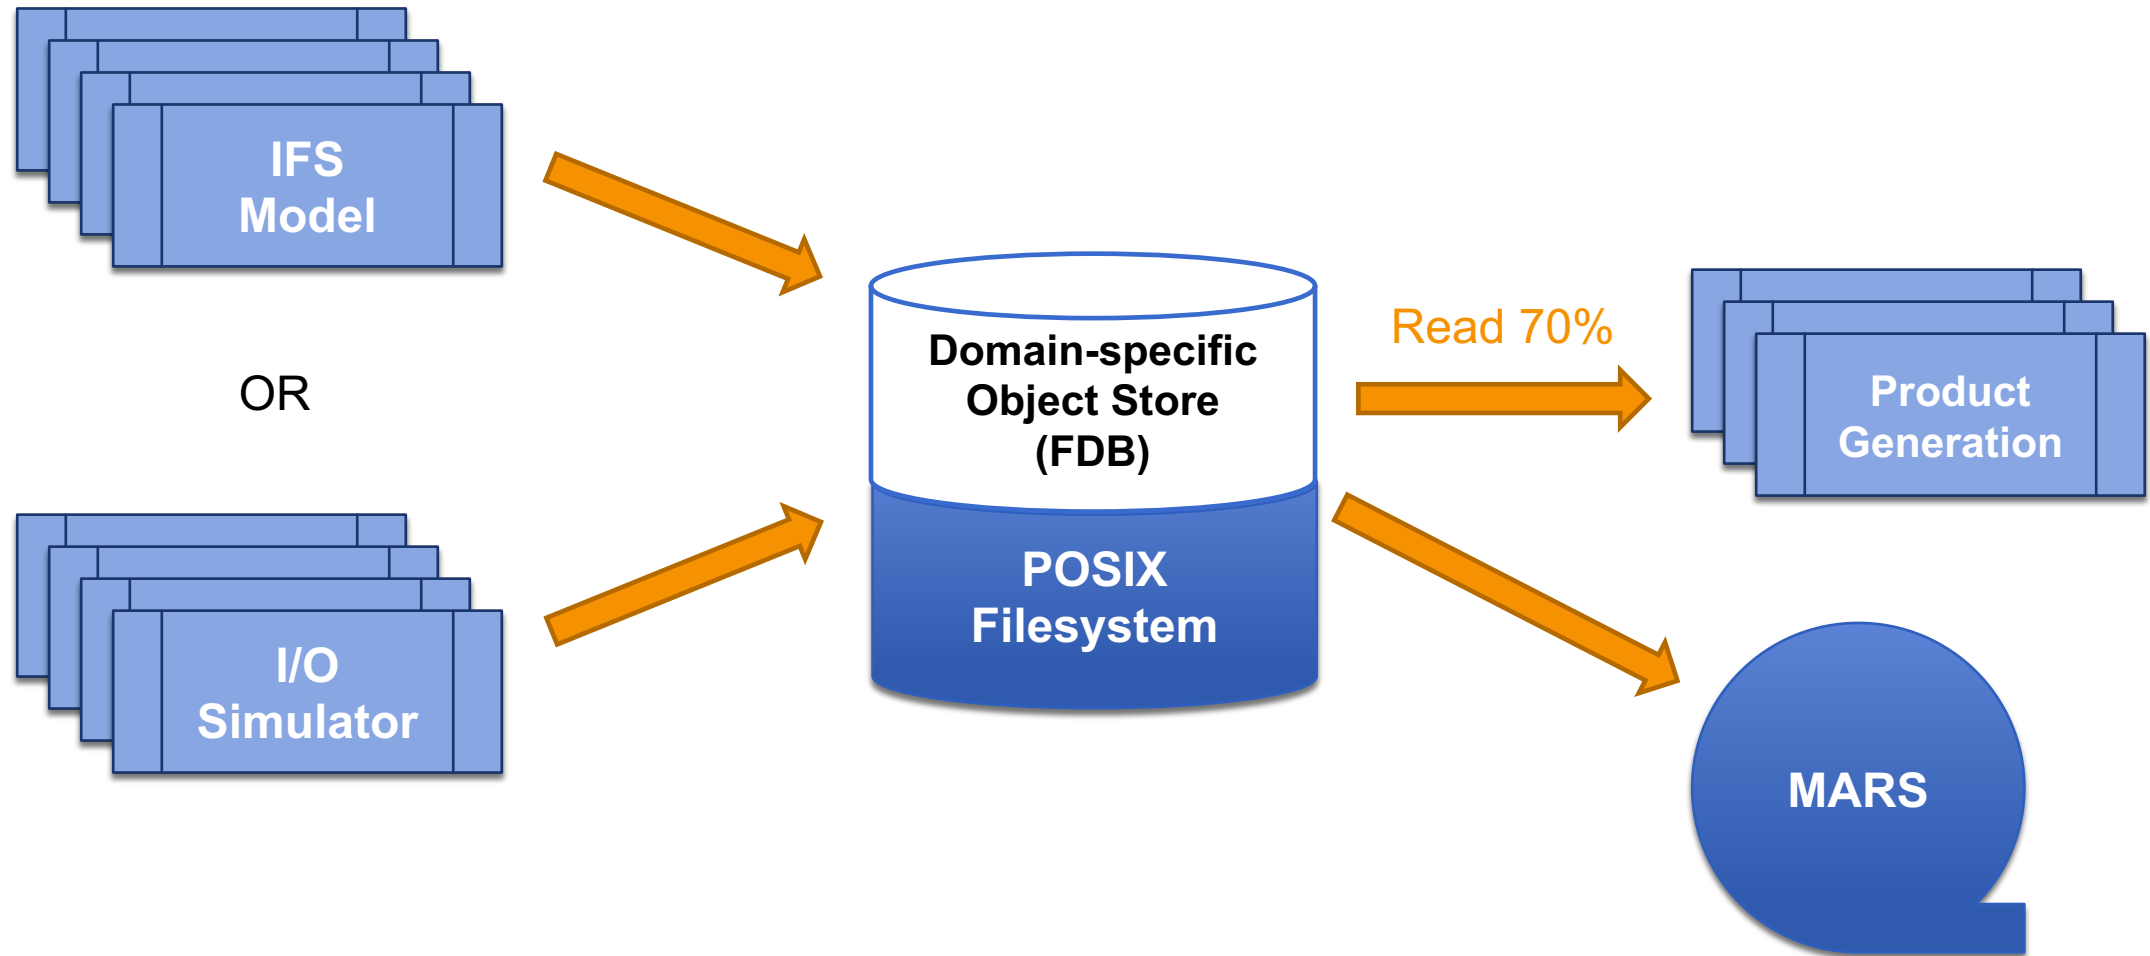 IFS
Model
OR
I/O
Simulator
Domain-specific
Object Store
(FDB)
POSIX
Filesystem
Read 70%
Product
Generation
MARS